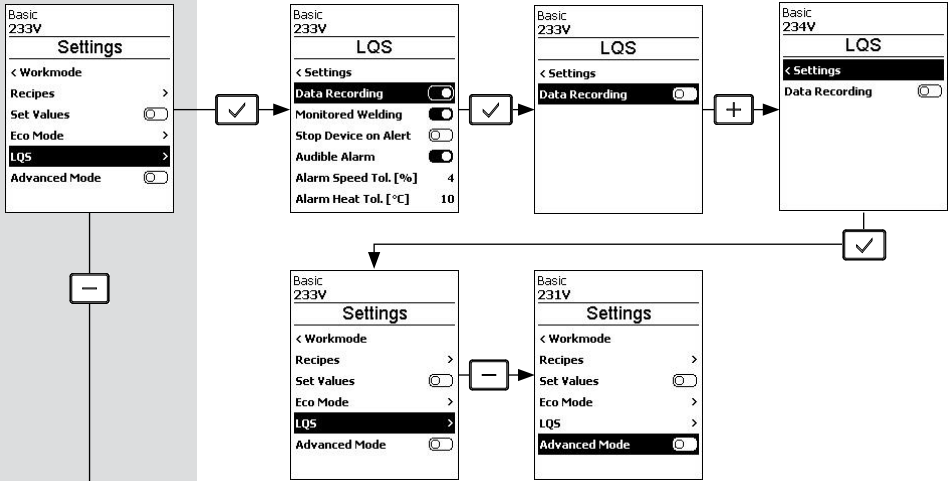 Basic
233V
Settings
< Workmode
Recipes >
Set Values
Eco Mode >
LQS >
Advanced Mode
Basic
233V
LQS
< Settings
Data Recording
Monitored Welding
Stop Device on Alert
Audible Alarm
Alarm Speed Tol. [%] 4
Alarm Heat Tol. [°C] 10
Basic
233V
LQS
< Settings
Data Recording
Basic
234V
LQS
< Settings
Data Recording
Basic
233V
Settings
< Workmode
Recipes >
Set Values
Eco Mode >
LQS >
Advanced Mode
Basic
231V
Settings
< Workmode
Recipes >
Set Values
Eco Mode >
LQS >
Advanced Mode